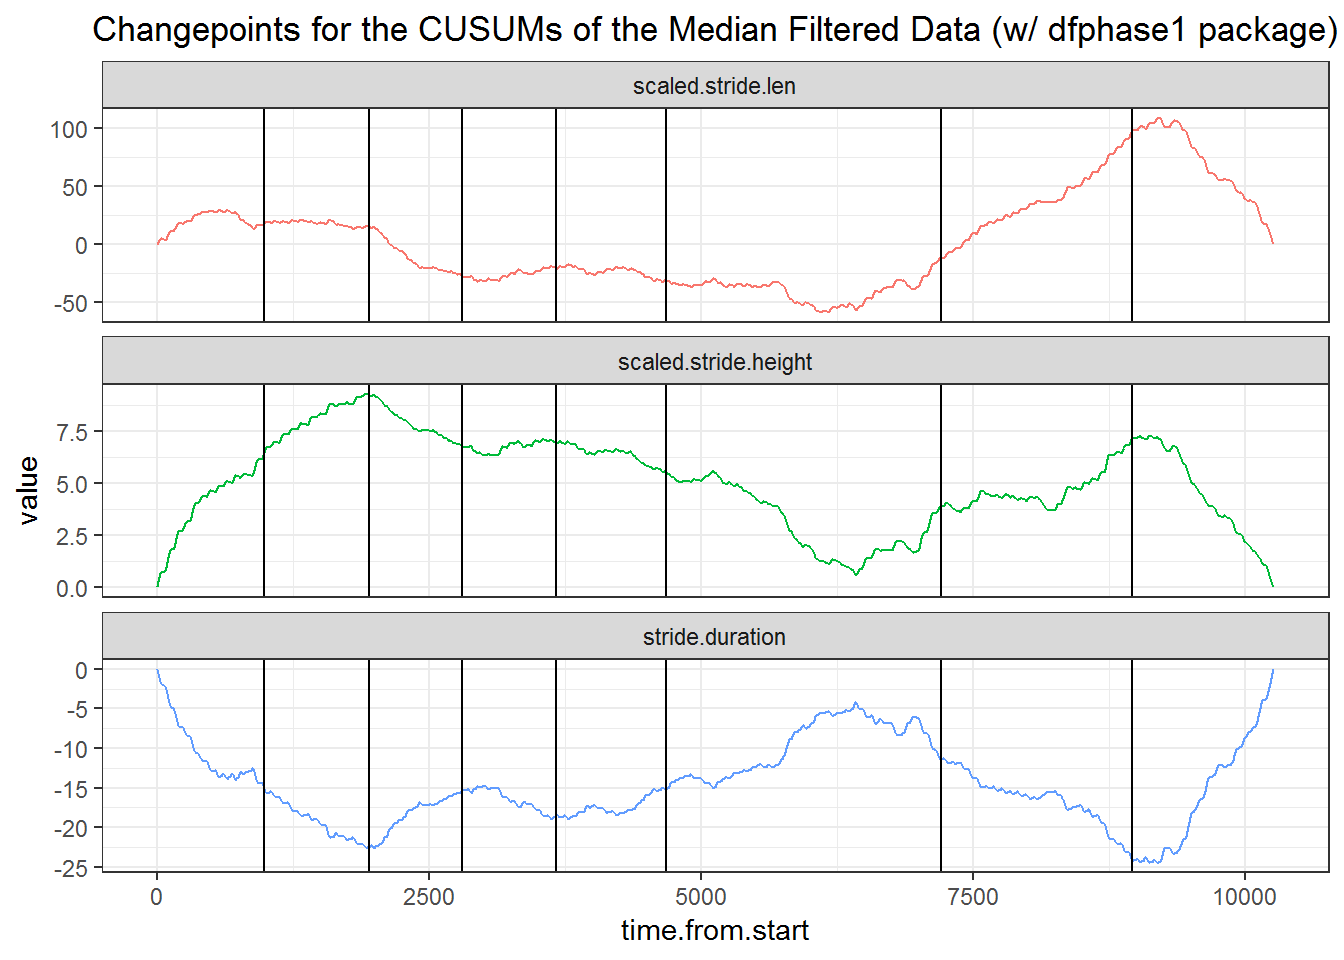 Changepoints for the CUSUMs of the Median Filtered Data (w/ dfphase1 package)
scaled.stride.len
100
50
0
-50
scaled.stride.height
7.5
5.0
2.5
0.0
value
stride.duration
0
-5
-10
-15
-20
-25
0 2500 5000 7500 10000
time.from.start